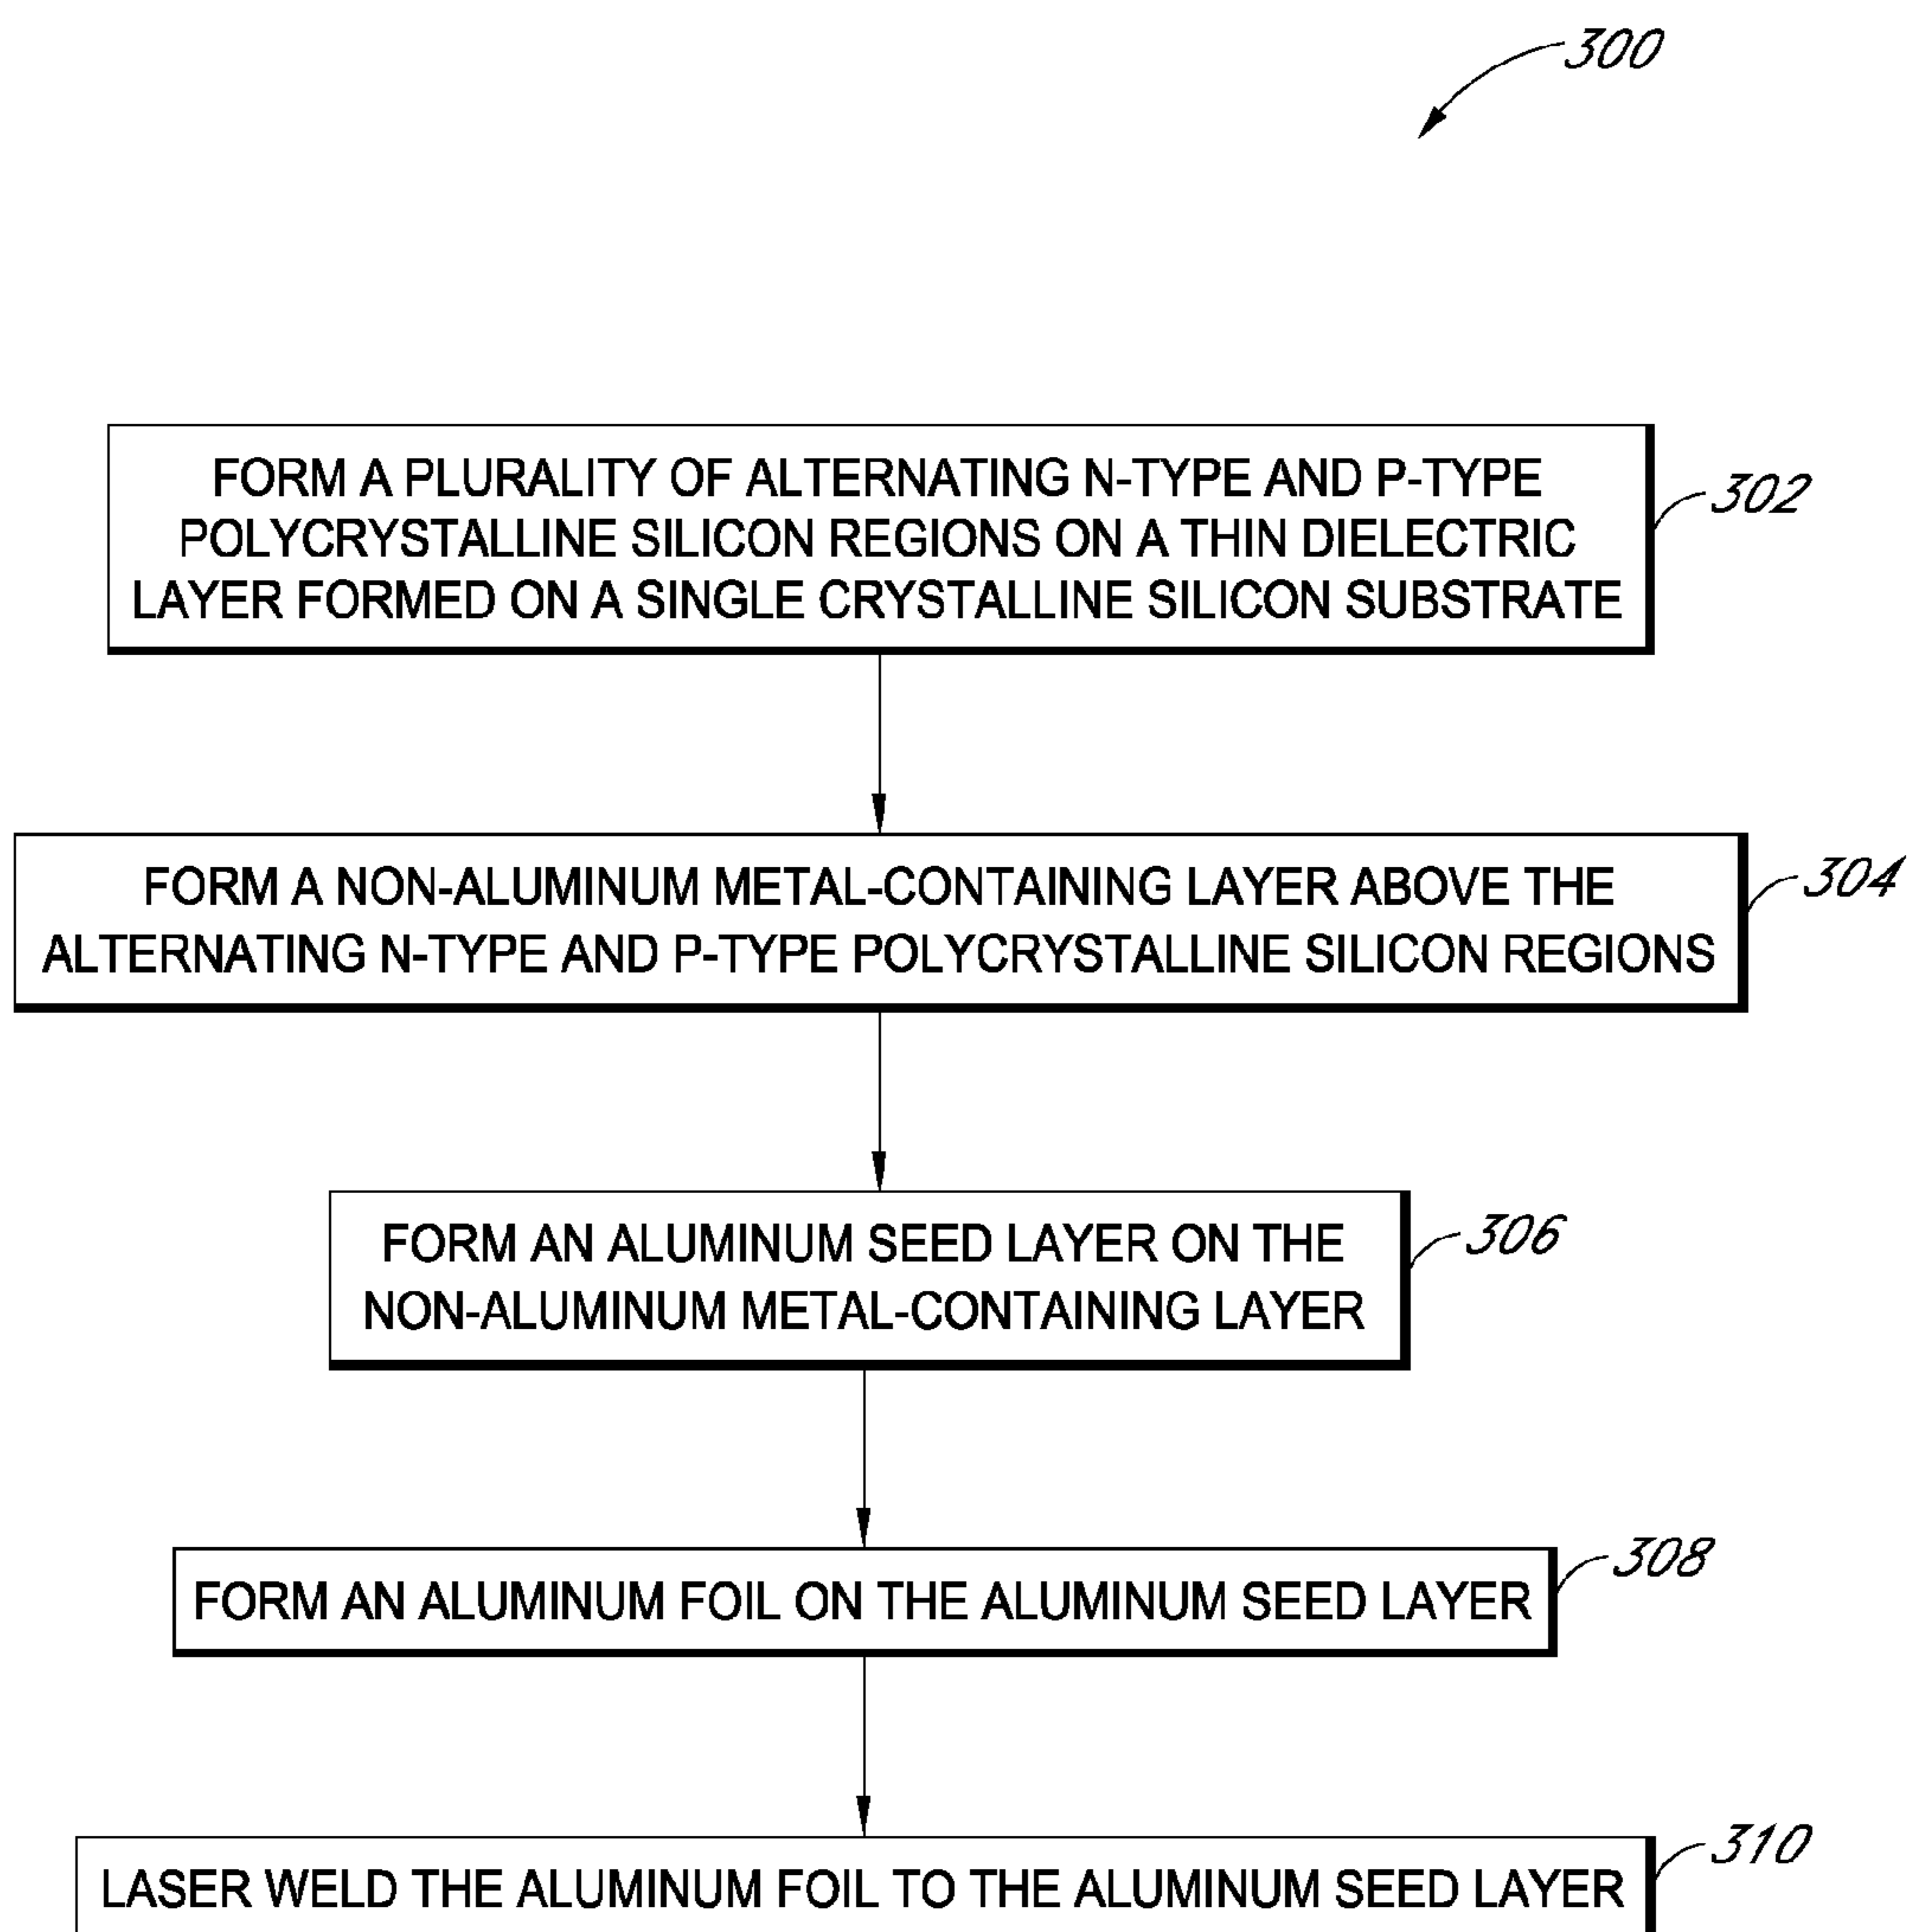 300
FORM A PLURALITY OF ALTERNATING N-TYPE AND P-TYPE
POLYCRYSTALLINE SILICON REGIONS ON A THIN DIELECTRIC
LAYER FORMED ON A SINGLE CRYSTALLINE SILICON SUBSTRATE
302
FORM A NON-ALUMINUM METAL-CONTAINING LAYER ABOVE THE
ALTERNATING N-TYPE AND P-TYPE POLYCRYSTALLINE SILICON REGIONS
304
FORM AN ALUMINUM SEED LAYER ON THE
NON-ALUMINUM METAL-CONTAINING LAYER
306
FORM AN ALUMINUM FOIL ON THE ALUMINUM SEED LAYER
308
LASER WELD THE ALUMINUM FOIL TO THE ALUMINUM SEED LAYER
310